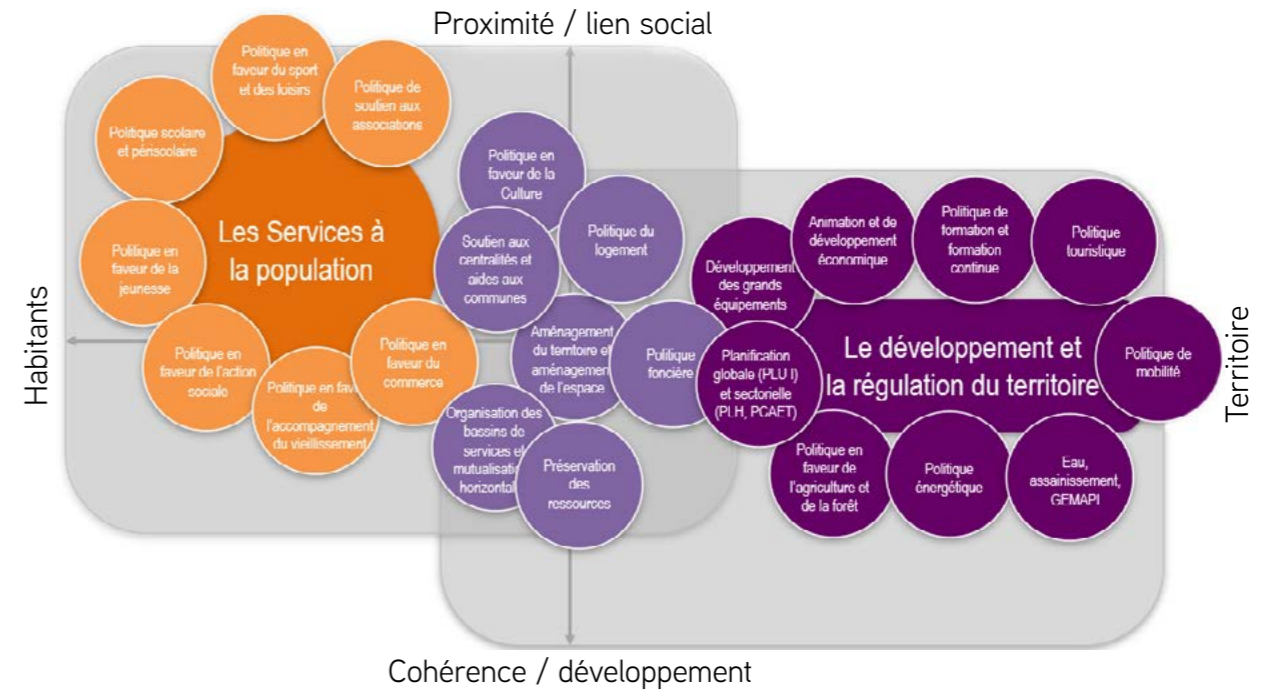 Proximité / lien social
Politique en
faveur du sport
et des loisirs
Politique de
soutien aux
associations
Politique scolaire
et périscolaire
Politique en
faveur de la
jeunesse
Les Services à
la population
Politique en
faveur de l'action
sociale
Politique en fav
de
l'accompagnement
du vieillissement
Politique en
faveur du
commerce
Politique en
faveur de la
Culture
Soutien aux
centralités et
aides aux
communes
Politique du
logement
Aménagement
du territoire et
aménagement
de l'espace
Politique
foncière
Organisation des
bassins de
services et
mutualisation
horizontale
Préservation
des
ressources
Développement
des grands
équipements
Animation et de
développement
économique
Politique de
formation et
formation
continue
Politique
touristique
Planification
globale (PLU I)
et sectorielle
(PLH, PCAET)
Le développement et
la régulation du territoire
Politique de
mobilité
Politique en
faveur de
l'agriculture et
de la forêt
Politique
énergétique
Eau,
assainissement,
GEMAPI
Habitants
Territoire
Cohérence / développement